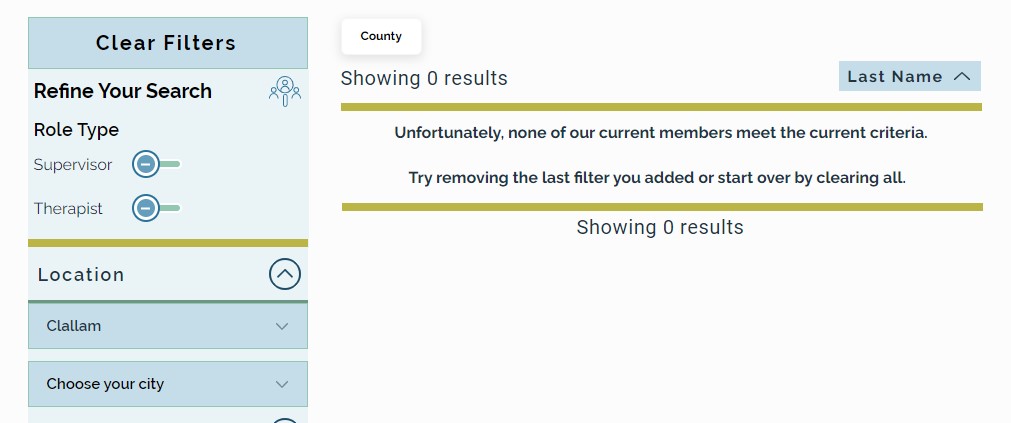 Clear Filters
Refine Your Search
Role Type
Supervisor
Therapist
Location
Clallam
Choose your city
County
Showing 0 results
Last Name
Unfortunately, none of our current members meet the current criteria.
Try removing the last filter you added or start over by clearing all.
Showing 0 results